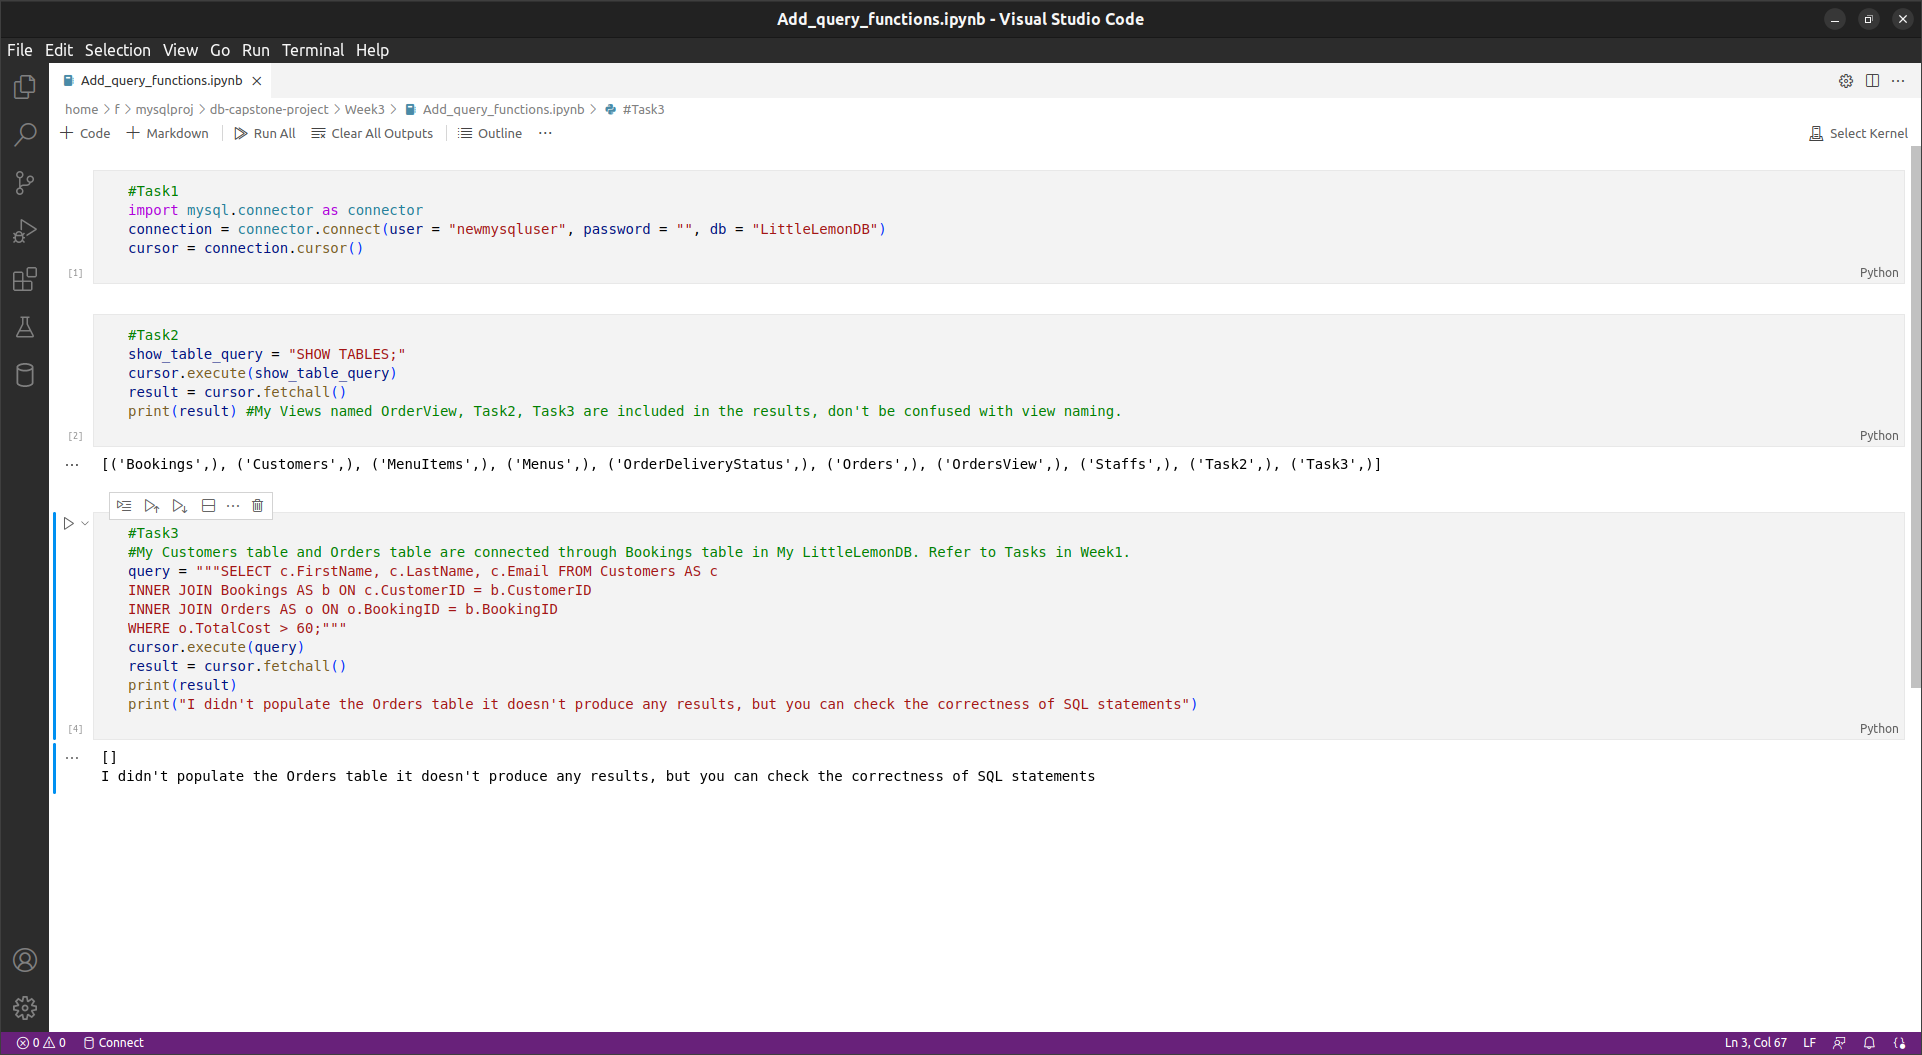 Add_query_functions.ipynb - Visual Studio Code
File Edit Selection View Go Run Terminal Help
Add_query_functions.ipynb
home > f > mysqlproj > db-capstone-project > Week3 > Add_query_functions.ipynb > #Task3
+ Code + Markdown Run All Clear All Outputs Outline ··· Select Kernel
#Task1
import mysql.connector as connector
connection = connector.connect(user = "newmysqluser", password = "", db = "LittleLemonDB")
cursor = connection.cursor()
[1] Python
#Task2
show_table_query = "SHOW TABLES;"
cursor.execute(show_table_query)
result = cursor.fetchall()
print(result) #My Views named OrderView, Task2, Task3 are included in the results, don't be confused with view naming.
[2] Python
··· [('Bookings',), ('Customers',), ('MenuItems',), ('Menus',), ('OrderDeliveryStatus',), ('Orders',), ('OrdersView',), ('Staffs',), ('Task2',), ('Task3',)]
#Task3
#My Customers table and Orders table are connected through Bookings table in My LittleLemonDB. Refer to Tasks in Week1.
query = """SELECT c.FirstName, c.LastName, c.Email FROM Customers AS c
INNER JOIN Bookings AS b ON c.CustomerID = b.CustomerID
INNER JOIN Orders AS o ON o.BookingID = b.BookingID
WHERE o.TotalCost > 60;"""
cursor.execute(query)
result = cursor.fetchall()
print(result)
print("I didn't populate the Orders table it doesn't produce any results, but you can check the correctness of SQL statements")
[4] Python
··· []
I didn't populate the Orders table it doesn't produce any results, but you can check the correctness of SQL statements
0 0 Connect Ln 3, Col 67 LF